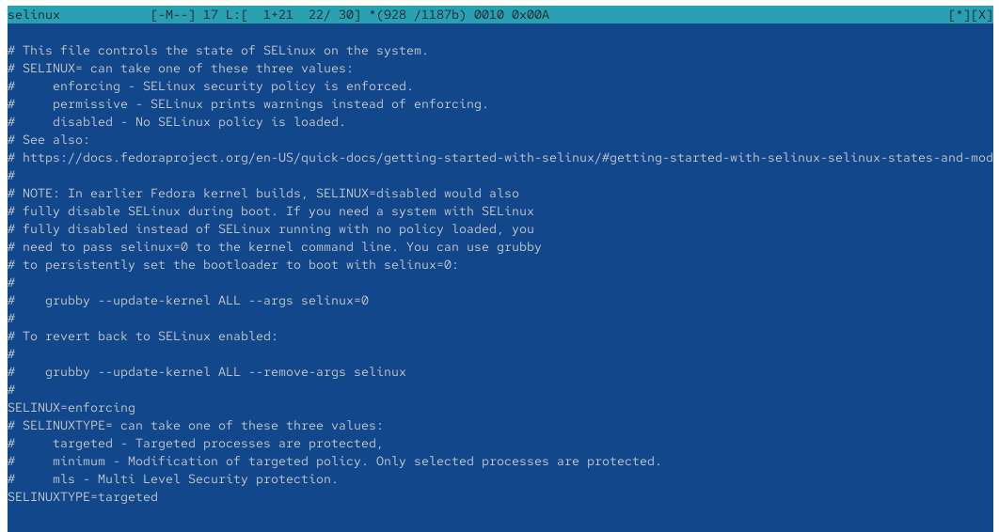 selinux [-M--] 17 L:[ 1+21 22/ 30] *(928 /1187b) 0010 0x00A [*][X]
# This file controls the state of SELinux on the system.
# SELINUX= can take one of these three values:
#     enforcing - SELinux security policy is enforced.
#     permissive - SELinux prints warnings instead of enforcing.
#     disabled - No SELinux policy is loaded.
# See also:
# https://docs.fedoraproject.org/en-US/quick-docs/getting-started-with-selinux/#getting-started-with-selinux-selinux-states-and-mod
#
# NOTE: In earlier Fedora kernel builds, SELINUX=disabled would also
# fully disable SELinux during boot. If you need a system with SELinux
# fully disabled instead of SELinux running with no policy loaded, you
# need to pass selinux=0 to the kernel command line. You can use grubby
# to persistently set the bootloader to boot with selinux=0:
#
#    grubby --update-kernel ALL --args selinux=0
#
# To revert back to SELinux enabled:
#
#    grubby --update-kernel ALL --remove-args selinux
#
SELINUX=enforcing
# SELINUXTYPE= can take one of these three values:
#     targeted - Targeted processes are protected,
#     minimum - Modification of targeted policy. Only selected processes are protected.
#     mls - Multi Level Security protection.
SELINUXTYPE=targeted